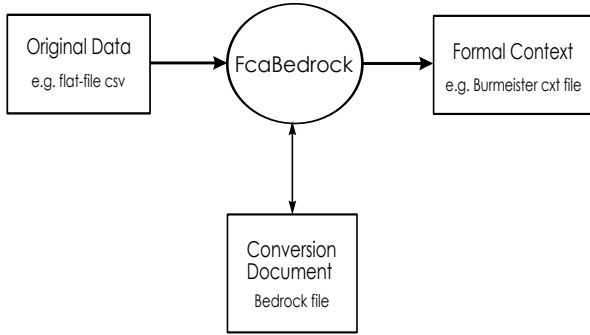 Original Data
e.g. flat-file csv
FcaBedrock
Formal Context
e.g. Burmeister cxt file
Conversion
Document
Bedrock file